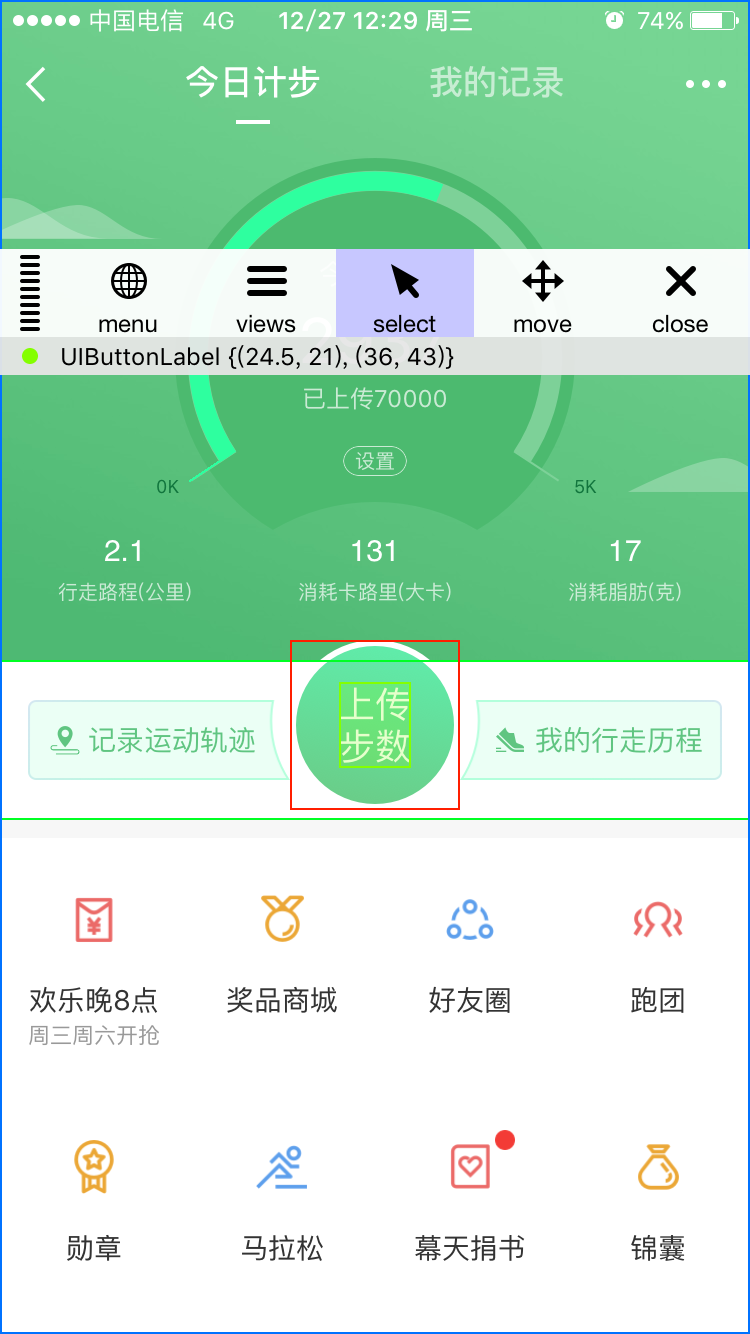 中国电信 4G 12/27 12:29 周三 74%
今日计步 我的记录
menu views select move close
UIButtonLabel {(24.5, 21), (36, 43)}
已上传70000
设置
0K 5K
2.1 131 17
行走路程(公里) 消耗卡路里(大卡) 消耗脂肪(克)
上传
步数
记录运动轨迹 我的行走历程
欢乐晚8点 奖品商城 好友圈 跑团
周三周六开抢
勋章 马拉松 幕天捐书 锦囊